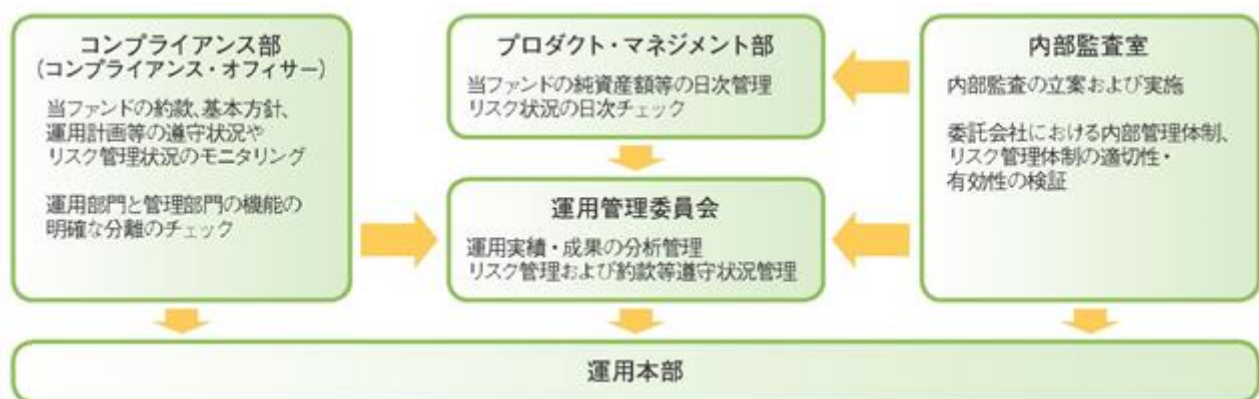 コンプライアンス部
(コンプライアンス・オフィサー)
当ファンドの約款、基本方針、
運用計画等の遵守状況や
リスク管理状況のモニタリング
運用部門と管理部門の機能の
明確な分離のチェック
プロダクト・マネジメント部
当ファンドの純資産額等の日次管理
リスク状況の日次チェック
運用管理委員会
運用実績・成果の分析管理
リスク管理および約款等遵守状況管理
内部監査室
内部監査の立案および実施
委託会社における内部管理体制、
リスク管理体制の適切性・
有効性の検証
運用本部